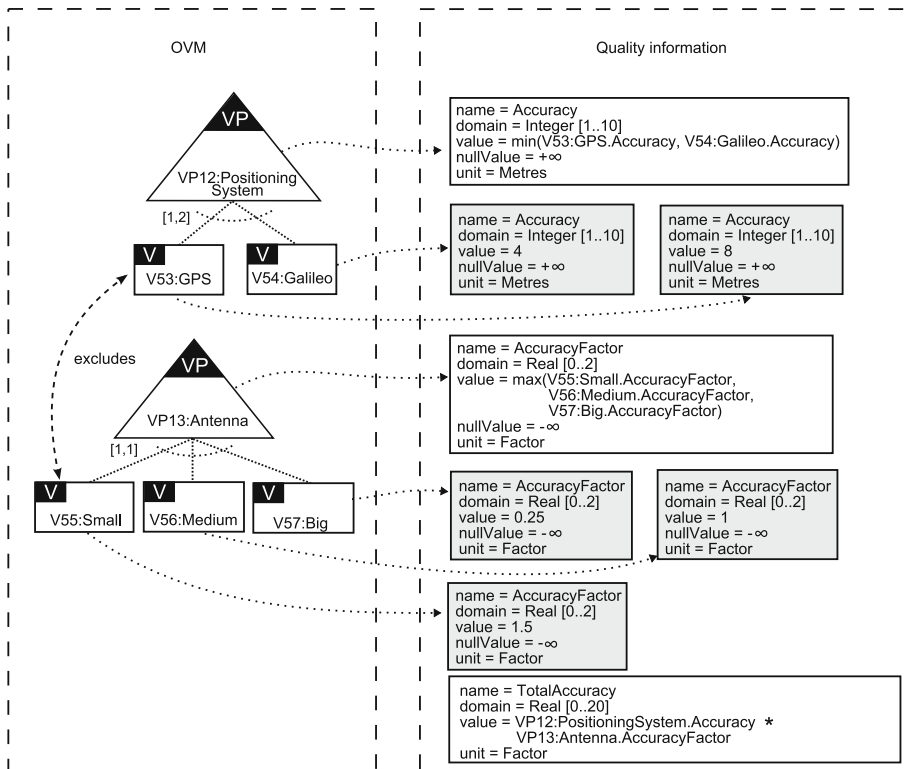 OVM
VP
VP12:Positioning
System
[1,2]
V
V53:GPS
V
V54:Galileo
excludes
VP
VP13:Antenna
[1,1]
V
V55:Small
V
V56:Medium
V
V57:Big
Quality information
name = Accuracy
domain = Integer [1..10]
value = min(V53:GPS.Accuracy, V54:Galileo.Accuracy)
nullValue = +∞
unit = Metres
name = Accuracy
domain = Integer [1..10]
value = 4
nullValue = +∞
unit = Metres
name = Accuracy
domain = Integer [1..10]
value = 8
nullValue = +∞
unit = Metres
name = AccuracyFactor
domain = Real [0..2]
value = max(V55:Small.AccuracyFactor,
V56:Medium.AccuracyFactor,
V57:Big.AccuracyFactor)
nullValue = -∞
unit = Factor
name = AccuracyFactor
domain = Real [0..2]
value = 0.25
nullValue = -∞
unit = Factor
name = AccuracyFactor
domain = Real [0..2]
value = 1
nullValue = -∞
unit = Factor
name = AccuracyFactor
domain = Real [0..2]
value = 1.5
nullValue = -∞
unit = Factor
name = TotalAccuracy
domain = Real [0..20]
value = VP12:PositioningSystem.Accuracy *
VP13:Antenna.AccuracyFactor
unit = Factor